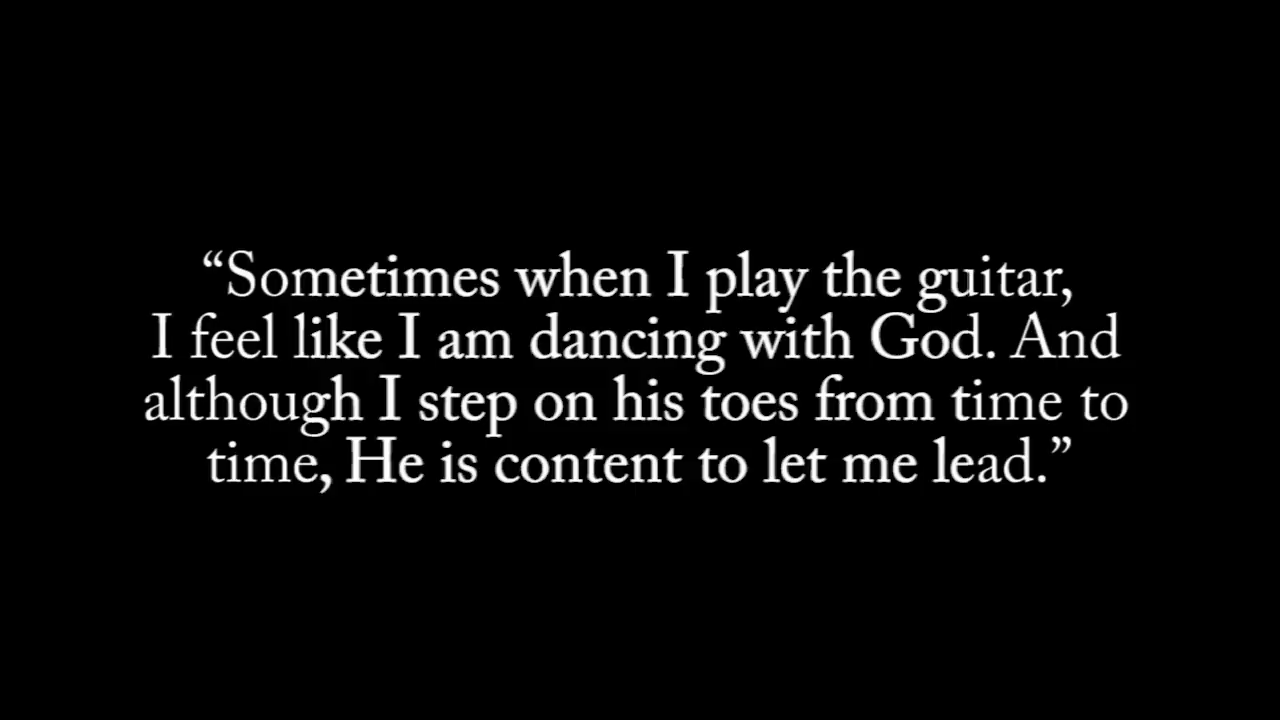 “Sometimes when I play the guitar,
I feel like I am dancing with God. And
although I step on his toes from time to
time, He is content to let me lead.”